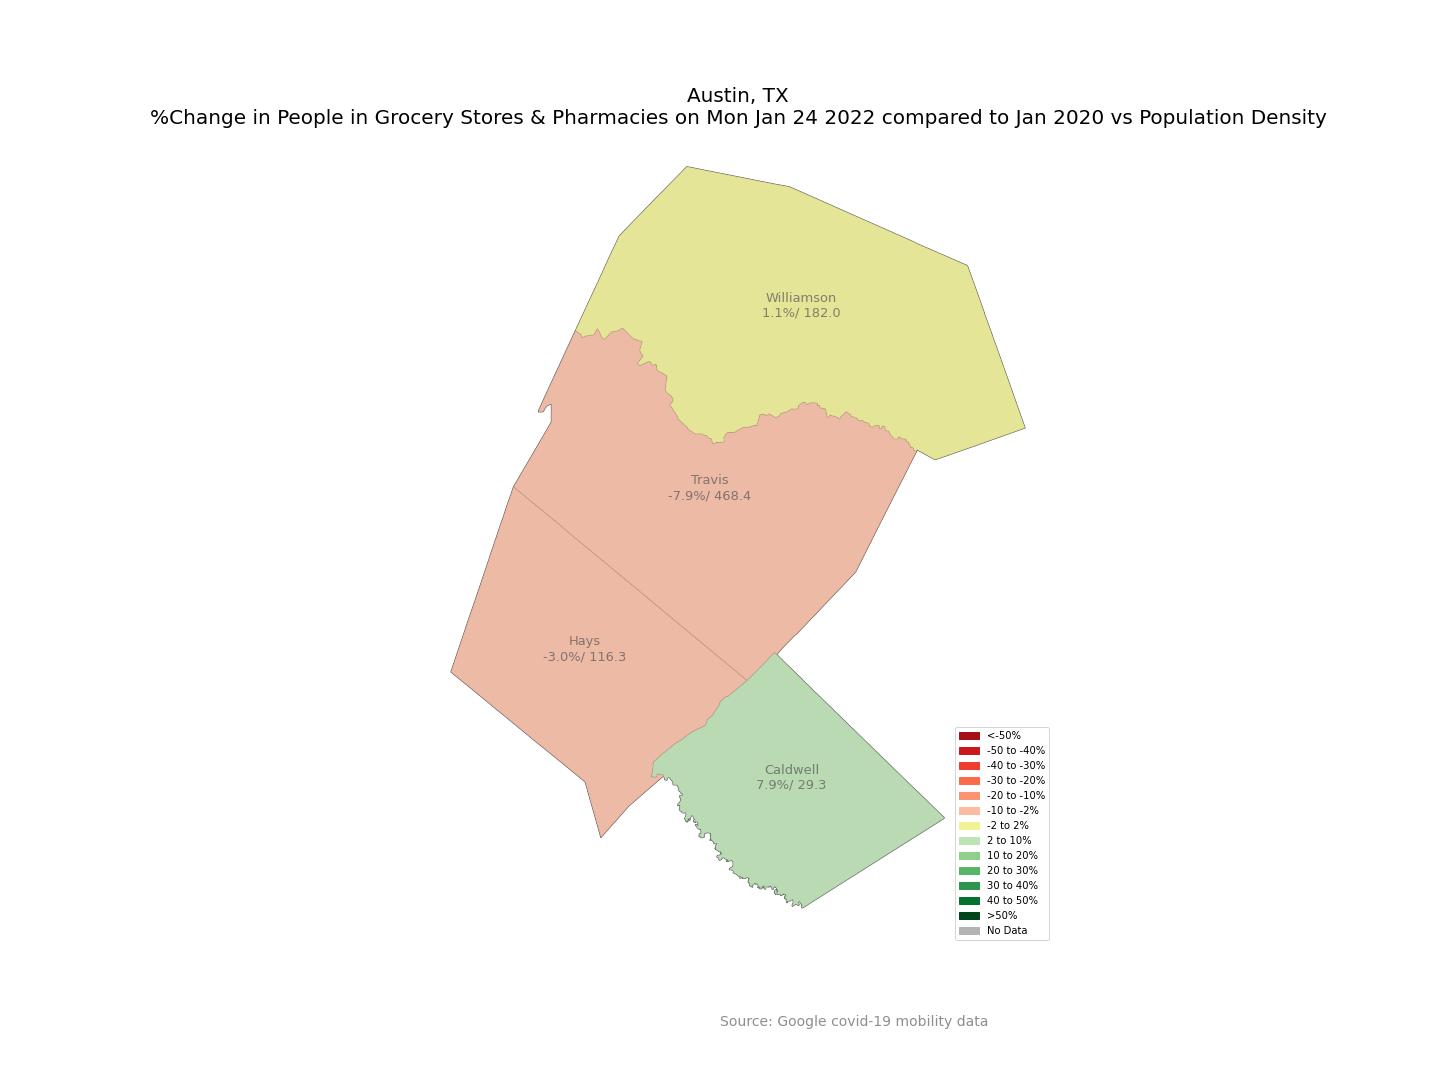 Austin, TX
%Change in People in Grocery Stores & Pharmacies on Mon Jan 24 2022 compared to Jan 2020 vs Population Density
Williamson
1.1%/ 182.0
Travis
-7.9%/ 468.4
Hays
-3.0%/ 116.3
Caldwell
7.9%/ 29.3
<-50%
-50 to -40%
-40 to -30%
-30 to -20%
-20 to -10%
-10 to -2%
-2 to 2%
2 to 10%
10 to 20%
20 to 30%
30 to 40%
40 to 50%
>50%
No Data
Source: Google covid-19 mobility data